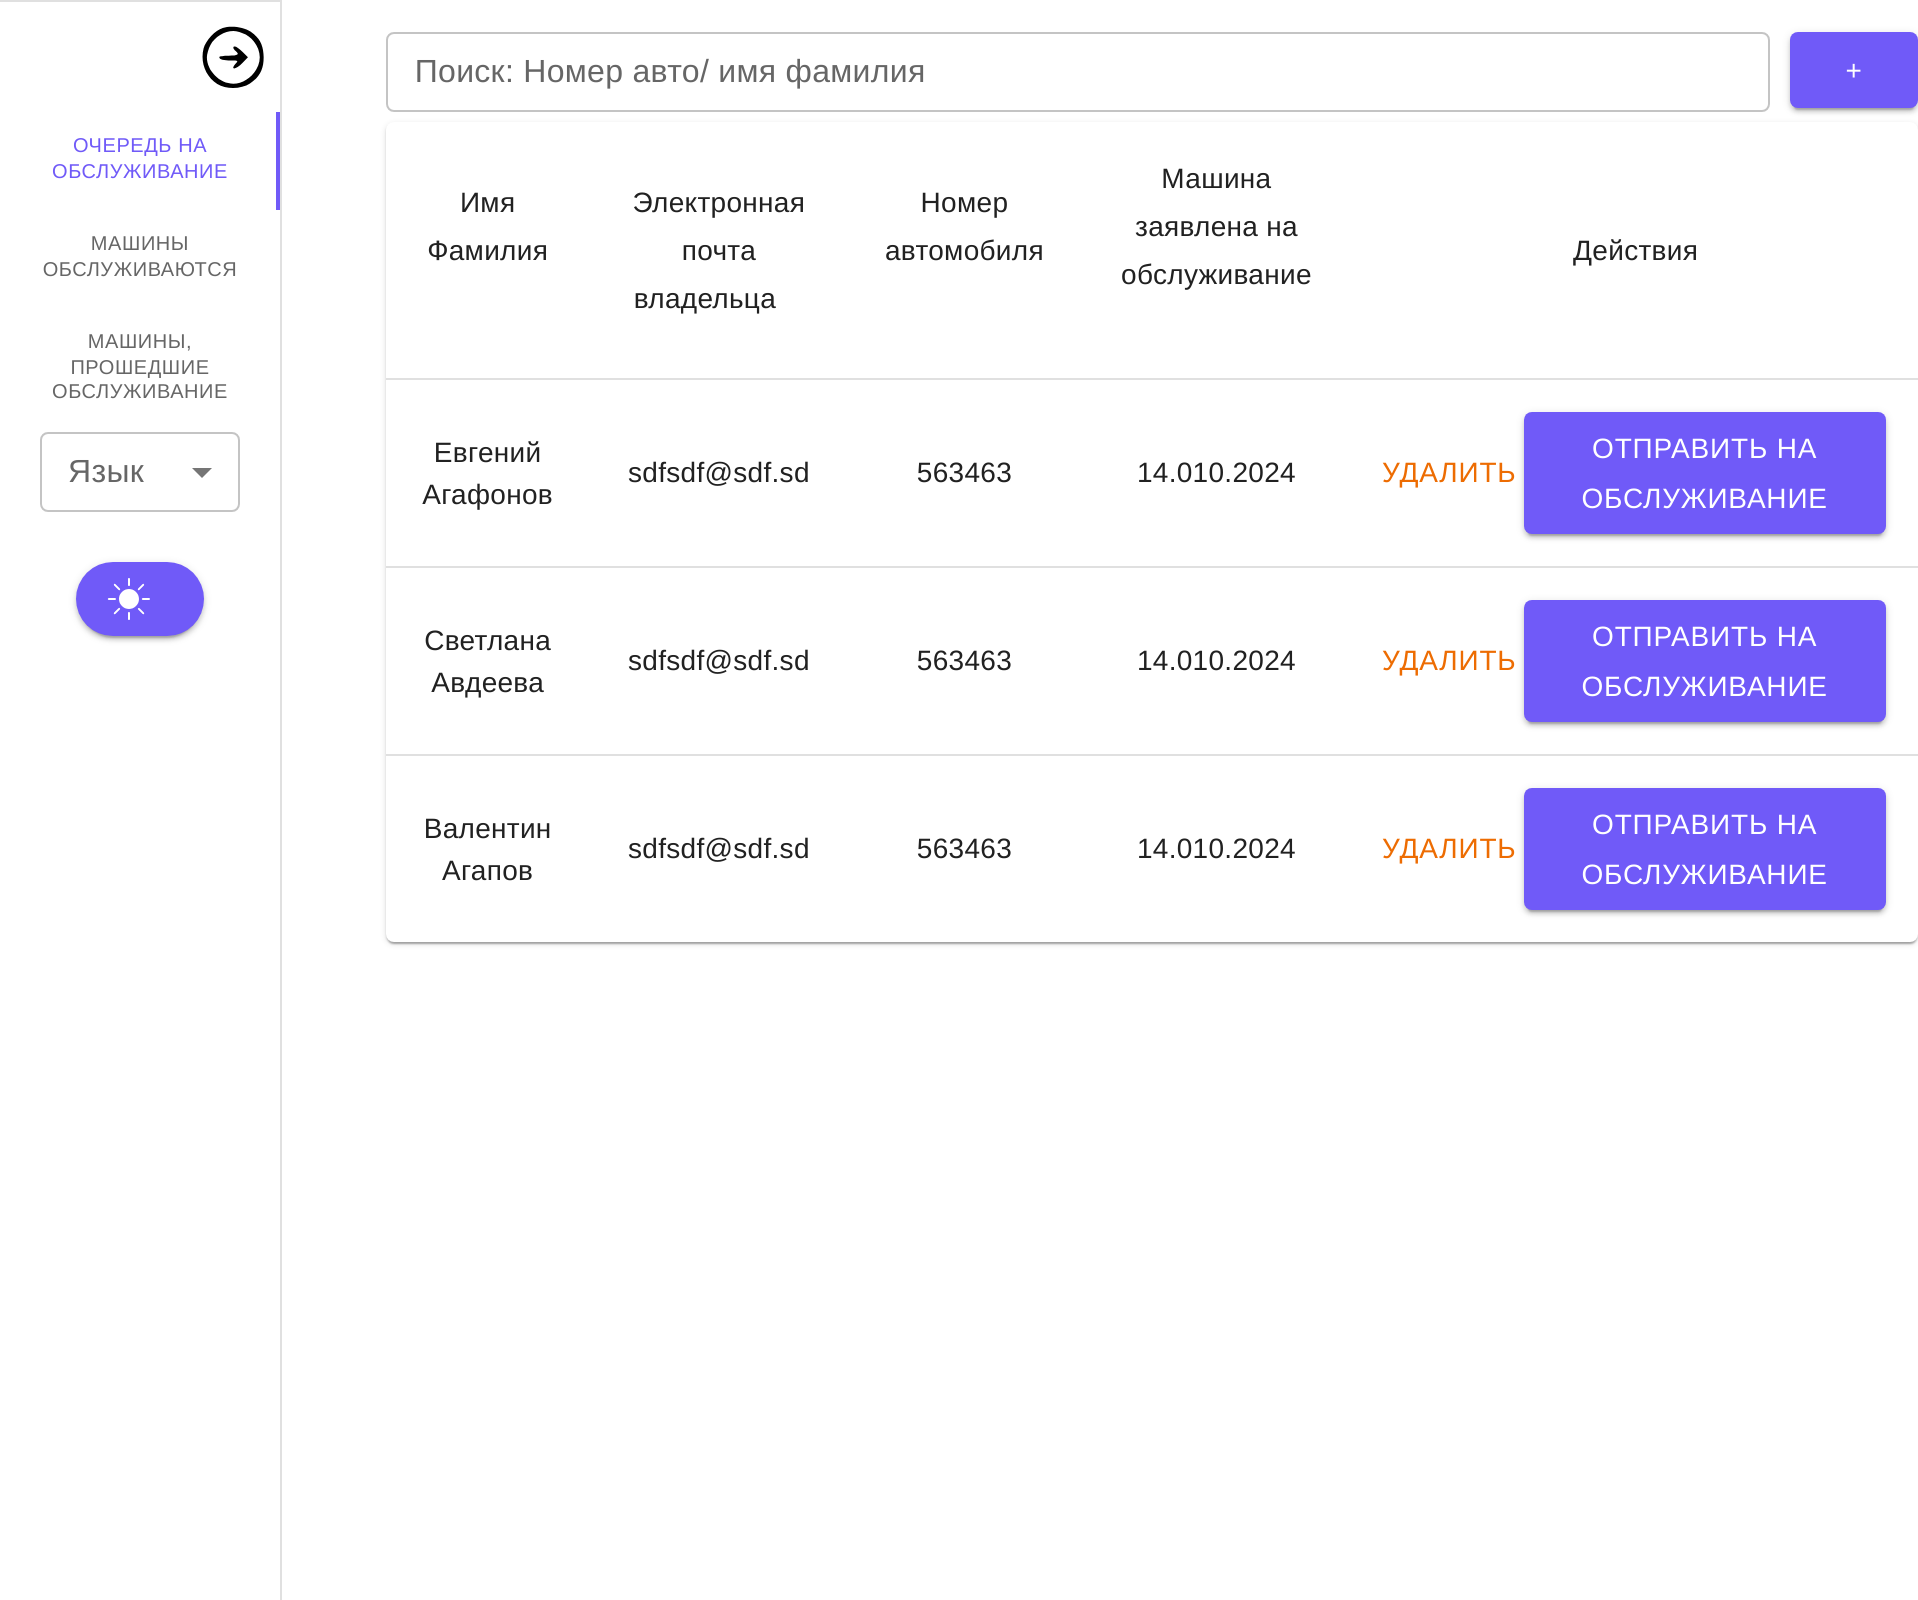 ОЧЕРЕДЬ НА
ОБСЛУЖИВАНИЕ
МАШИНЫ
ОБСЛУЖИВАЮТСЯ
МАШИНЫ,
ПРОШЕДШИЕ
ОБСЛУЖИВАНИЕ
Язык
Поиск: Номер авто/ имя фамилия
+
Имя
Фамилия
Электронная
почта
владельца
Номер
автомобиля
Машина
заявлена на
обслуживание
Действия
Евгений
Агафонов
sdfsdf@sdf.sd
563463
14.010.2024
УДАЛИТЬ
ОТПРАВИТЬ НА
ОБСЛУЖИВАНИЕ
Светлана
Авдеева
sdfsdf@sdf.sd
563463
14.010.2024
УДАЛИТЬ
ОТПРАВИТЬ НА
ОБСЛУЖИВАНИЕ
Валентин
Агапов
sdfsdf@sdf.sd
563463
14.010.2024
УДАЛИТЬ
ОТПРАВИТЬ НА
ОБСЛУЖИВАНИЕ